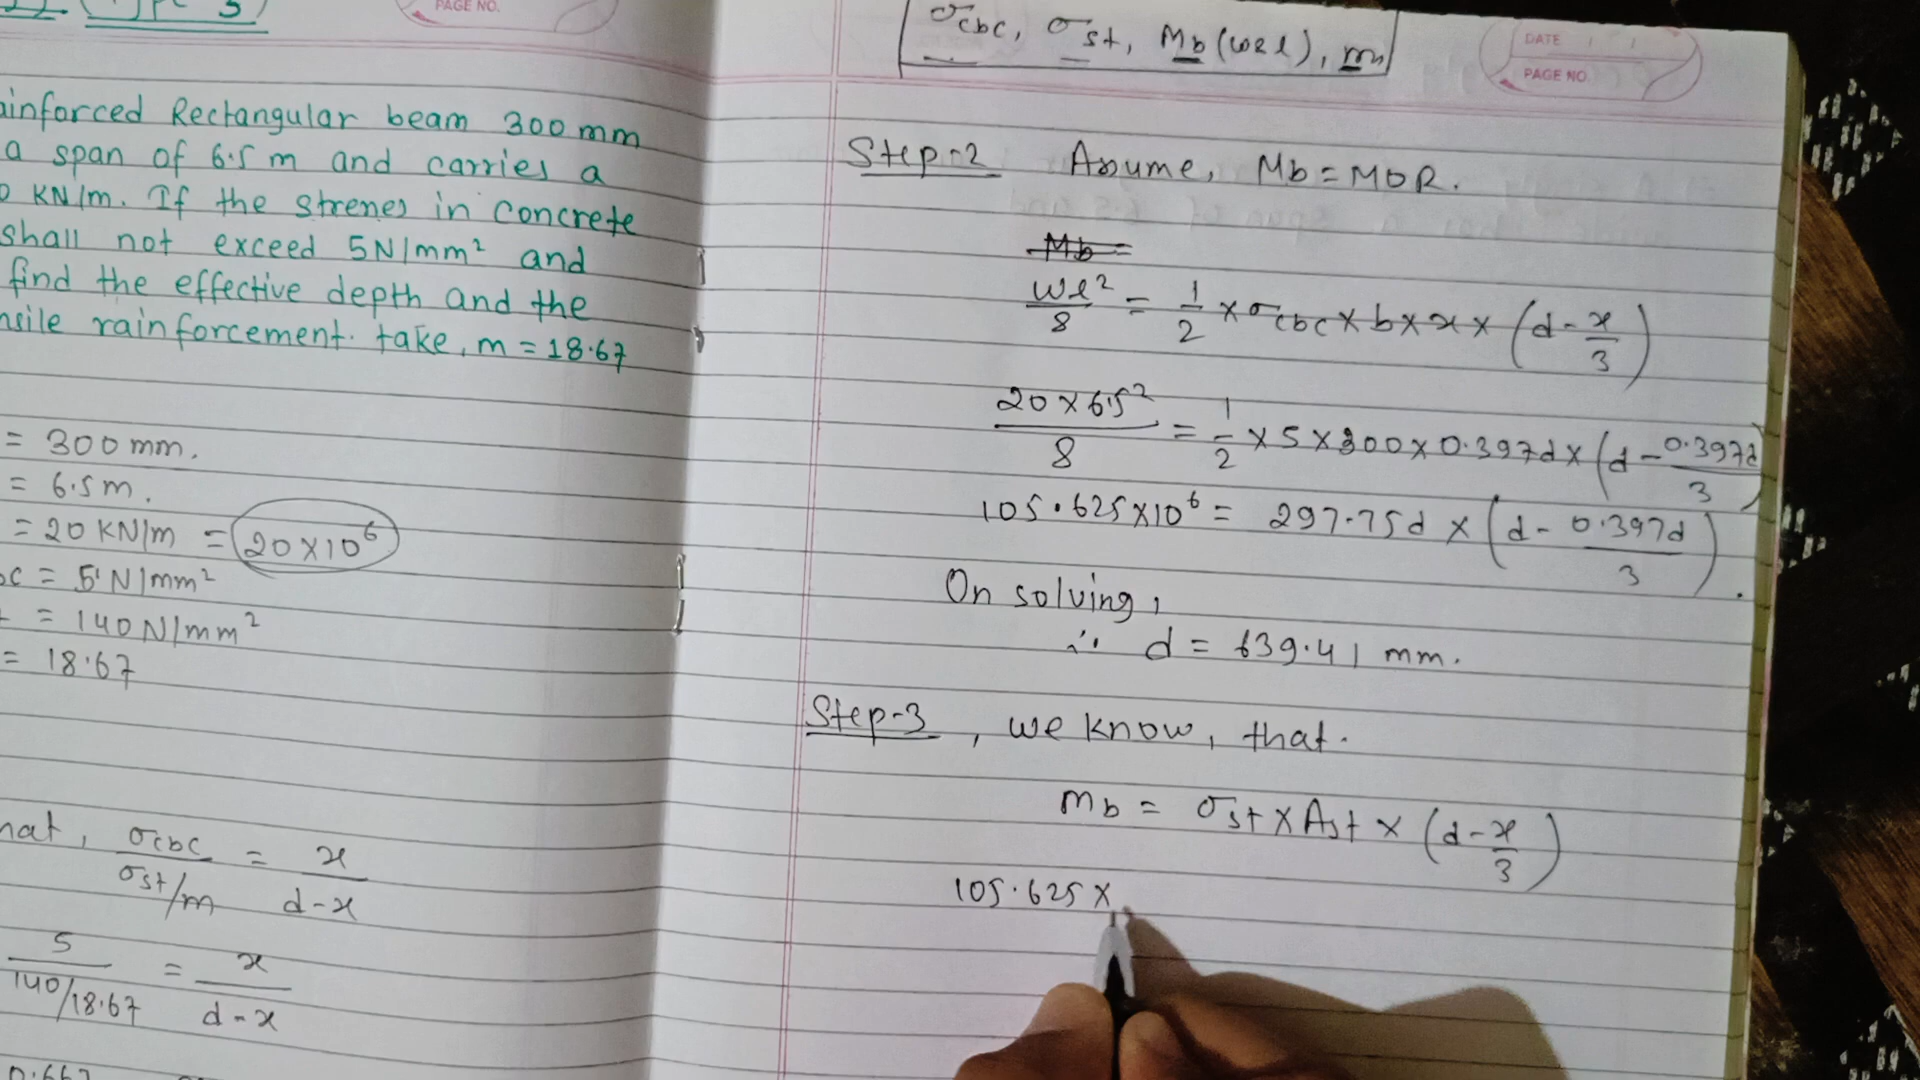 PAGE NO.
ainforced Rectangular beam 300 mm
a span of 6.5 m and carries a
0 KN/m. If the stresses in concrete
shall not exceed 5N/mm² and
find the effective depth and the
nsile rainforcement. take, m = 18.67
= 300 mm.
= 6.5 m.
= 20 KN/m = 20×10⁶
bc = 5 N/mm²
t = 140 N/mm²
= 18.67
hat, σcbc / (σst/m) = x / (d-x)
5 / (140/18.67) = x / (d-x)
0.667
σcbc, σst, Mb(wel), m
DATE / /
PAGE NO.
Step-2 Assume, Mb = MOR.
Mb =
wl²/8 = 1/2 × σcbc × b × x × (d - x/3)
20×6.5²/8 = 1/2 × 5 × 300 × 0.397d × (d - 0.397d/3)
105.625×10⁶ = 297.75d × (d - 0.397d/3).
On solving,
∴ d = 639.41 mm.
Step-3, we know, that.
Mb = σst × Ast × (d - x/3)
105.625 ×